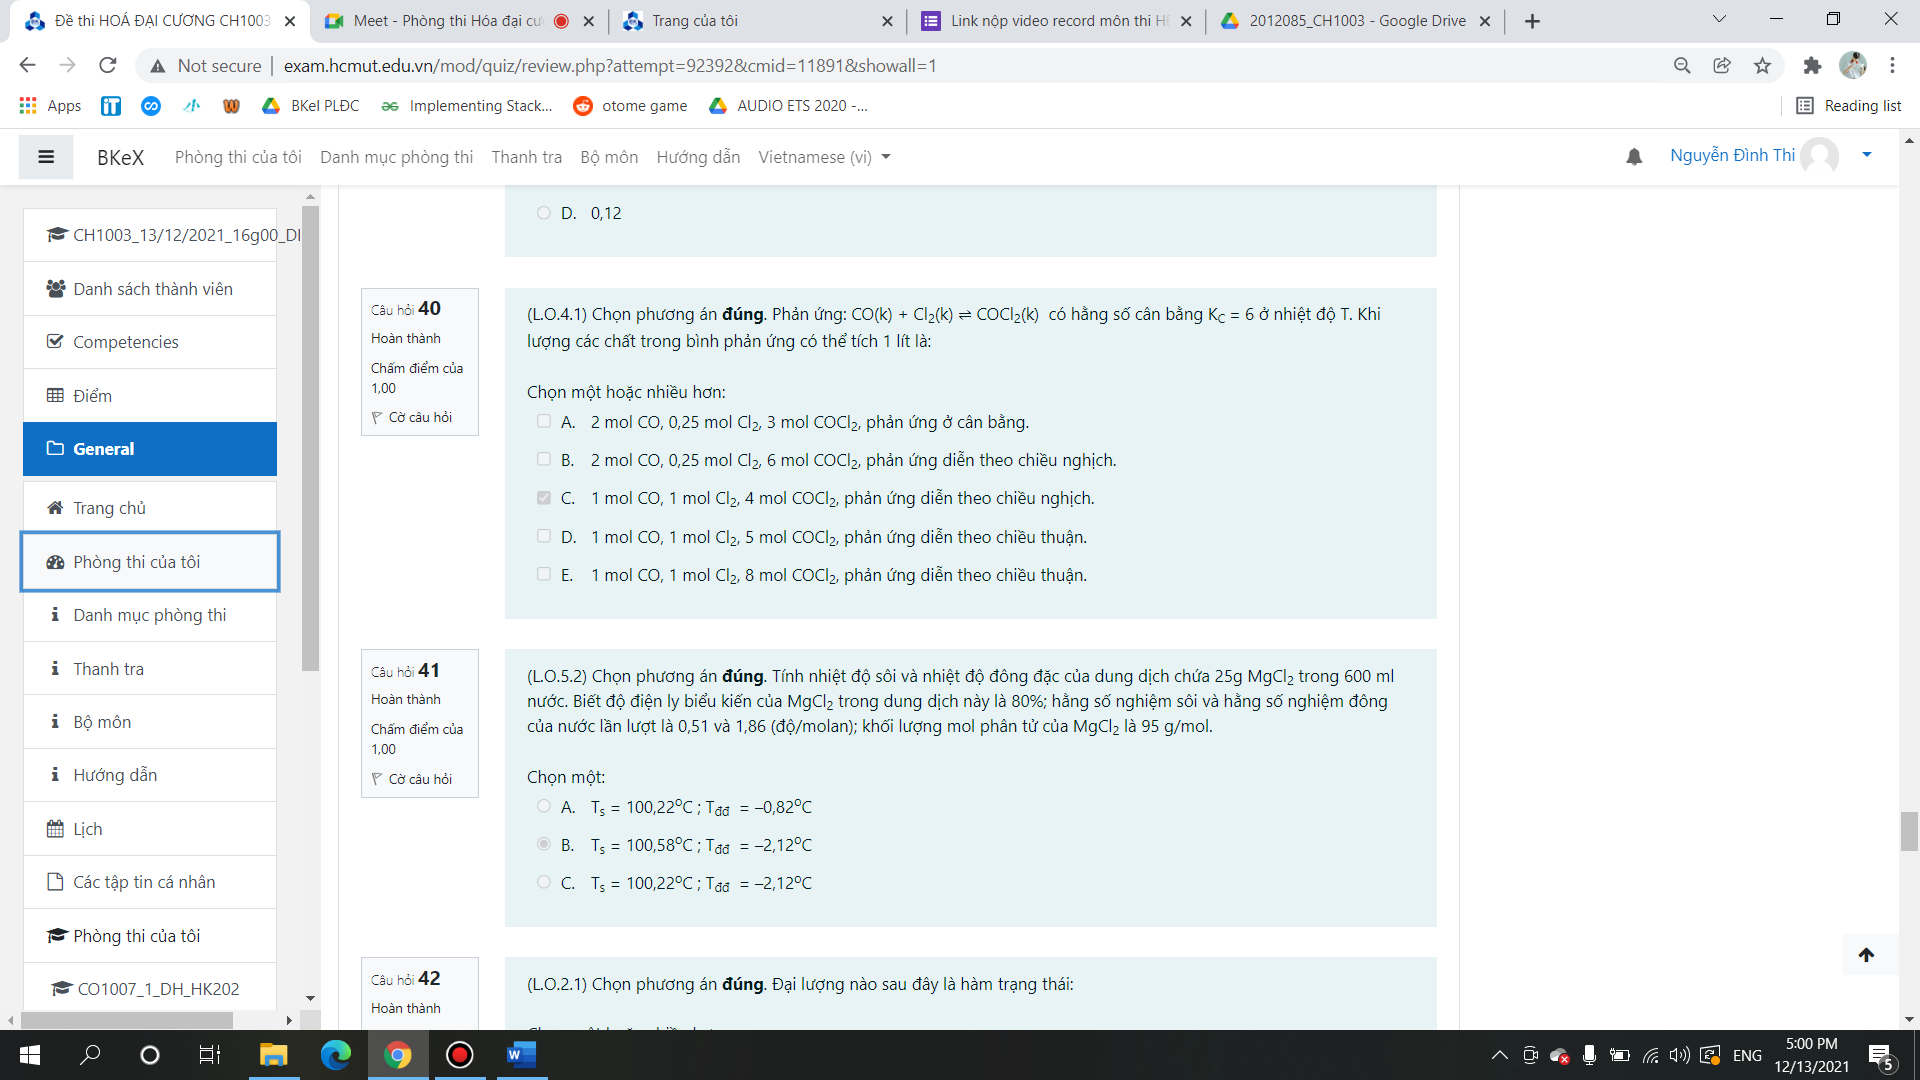 Đề thi HOÁ ĐẠI CƯƠNG CH1003
Meet - Phòng thi Hóa đại cư
Trang của tôi
Link nộp video record môn thi H
2012085_CH1003 - Google Drive
Not secure
exam.hcmut.edu.vn/mod/quiz/review.php?attempt=92392&cmid=11891&showall=1
Apps
BKel PLĐC
Implementing Stack...
otome game
AUDIO ETS 2020 -...
Reading list
BKeX
Phòng thi của tôi
Danh mục phòng thi
Thanh tra
Bộ môn
Hướng dẫn
Vietnamese (vi)
Nguyễn Đình Thi
CH1003_13/12/2021_16g00_DI
Danh sách thành viên
Competencies
Điểm
General
Trang chủ
Phòng thi của tôi
Danh mục phòng thi
Thanh tra
Bộ môn
Hướng dẫn
Lịch
Các tập tin cá nhân
Phòng thi của tôi
CO1007_1_DH_HK202
D. 0,12
Câu hỏi 40
Hoàn thành
Chấm điểm của
1,00
Cờ câu hỏi
(L.O.4.1) Chọn phương án đúng. Phản ứng: CO(k) + Cl₂(k) ⇌ COCl₂(k) có hằng số cân bằng K_C = 6 ở nhiệt độ T. Khi
lượng các chất trong bình phản ứng có thể tích 1 lít là:
Chọn một hoặc nhiều hơn:
A. 2 mol CO, 0,25 mol Cl₂, 3 mol COCl₂, phản ứng ở cân bằng.
B. 2 mol CO, 0,25 mol Cl₂, 6 mol COCl₂, phản ứng diễn theo chiều nghịch.
C. 1 mol CO, 1 mol Cl₂, 4 mol COCl₂, phản ứng diễn theo chiều nghịch.
D. 1 mol CO, 1 mol Cl₂, 5 mol COCl₂, phản ứng diễn theo chiều thuận.
E. 1 mol CO, 1 mol Cl₂, 8 mol COCl₂, phản ứng diễn theo chiều thuận.
Câu hỏi 41
Hoàn thành
Chấm điểm của
1,00
Cờ câu hỏi
(L.O.5.2) Chọn phương án đúng. Tính nhiệt độ sôi và nhiệt độ đông đặc của dung dịch chứa 25g MgCl₂ trong 600 ml
nước. Biết độ điện ly biểu kiến của MgCl₂ trong dung dịch này là 80%; hằng số nghiệm sôi và hằng số nghiệm đông
của nước lần lượt là 0,51 và 1,86 (độ/molan); khối lượng mol phân tử của MgCl₂ là 95 g/mol.
Chọn một:
A. Tₛ = 100,22⁰C ; Tđđ = –0,82⁰C
B. Tₛ = 100,58⁰C ; Tđđ = –2,12⁰C
C. Tₛ = 100,22⁰C ; Tđđ = –2,12⁰C
Câu hỏi 42
Hoàn thành
(L.O.2.1) Chọn phương án đúng. Đại lượng nào sau đây là hàm trạng thái:
ENG
5:00 PM
12/13/2021
5